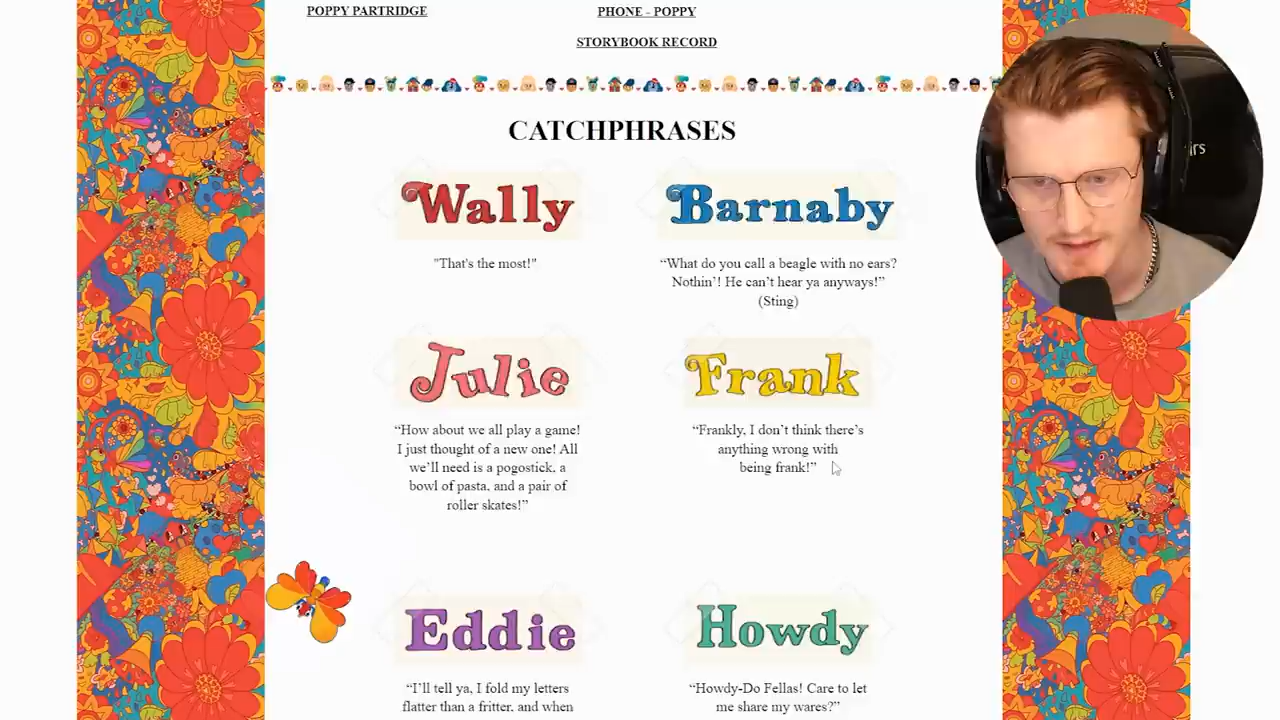 POPPY PARTRIDGE
PHONE - POPPY
STORYBOOK RECORD
CATCHPHRASES
Wally
Barnaby
"That's the most!"
“What do you call a beagle with no ears?
Nothin’! He can’t hear ya anyways!”
(Sting)
Julie
Frank
“How about we all play a game!
I just thought of a new one! All
we’ll need is a pogostick, a
bowl of pasta, and a pair of
roller skates!”
“Frankly, I don’t think there’s
anything wrong with
being frank!”
Eddie
Howdy
“I’ll tell ya, I fold my letters
flatter than a fritter, and when
“Howdy-Do Fellas! Care to let
me share my wares?”
irs